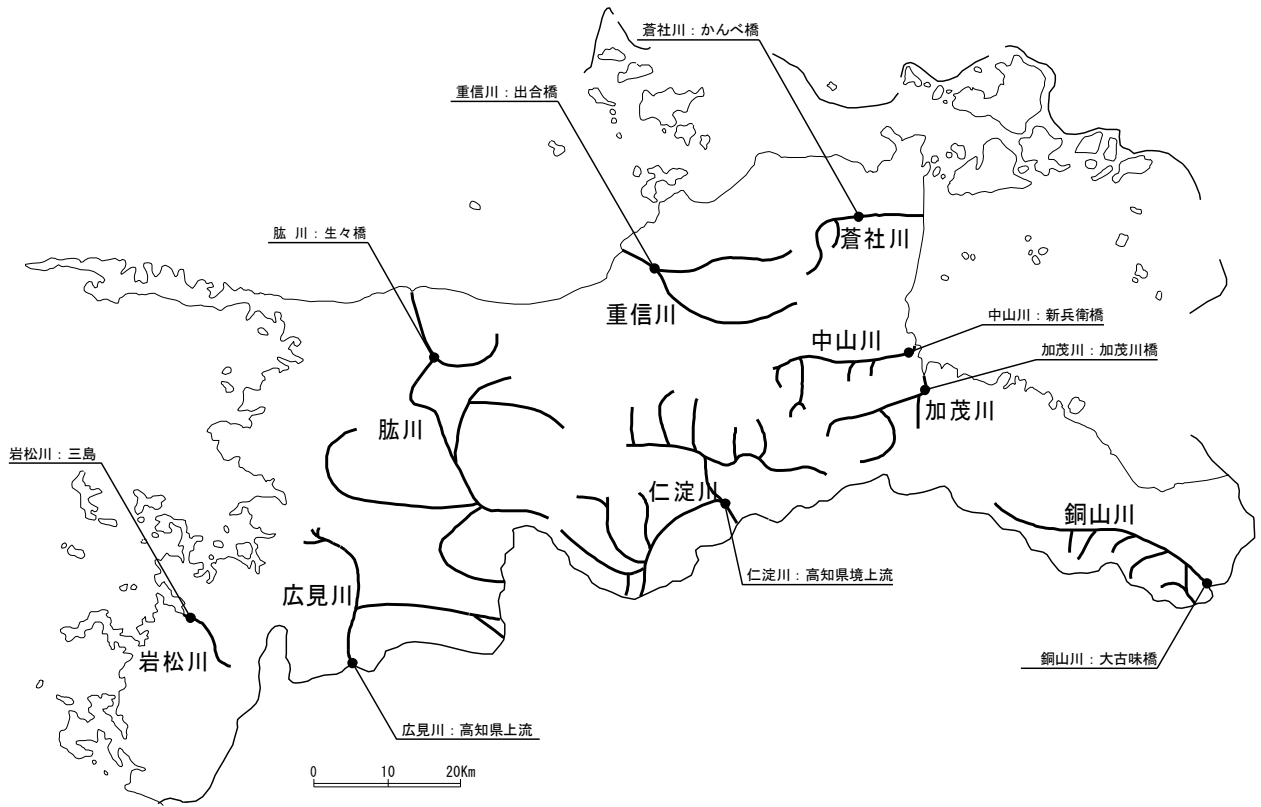 蒼社川：かんべ橋
重信川：出合橋
肱 川：生々橋
蒼社川
重信川
中山川：新兵衛橋
中山川
加茂川：加茂川橋
加茂川
肱川
岩松川：三島
仁淀川
銅山川
仁淀川：高知県境上流
広見川
岩松川
銅山川：大古味橋
広見川：高知県上流
0 10 20Km